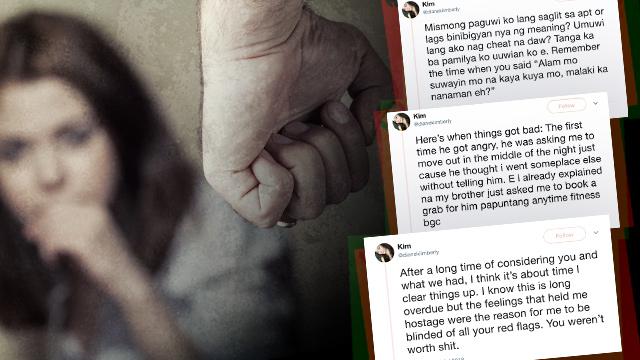 Kim
@dianekimberly
Mismong paguwi ko lang saglit sa apt or
lags binibigyan nya ng meaning? Umuwi
lang ako nag cheat na daw? Tanga ka
ba pamilya ko uuwian ko e. Remember
the time when you said “Alam mo
suwayin mo na kaya kuya mo, malaki ka
nanaman eh?”
Kim
@dianekimberly
Follow
Here's when things got bad: The first
time he got angry, he was asking me to
move out in the middle of the night just
cause he thought i went someplace else
without telling him. E i already explained
na my brother just asked me to book a
grab for him papuntang anytime fitness
bgc
Kim
@dianekimberly
Follow
After a long time of considering you and
what we had, I think it's about time I
clear things up. I know this is long
overdue but the feelings that held me
hostage were the reason for me to be
blinded of all your red flags. You weren't
worth shit.